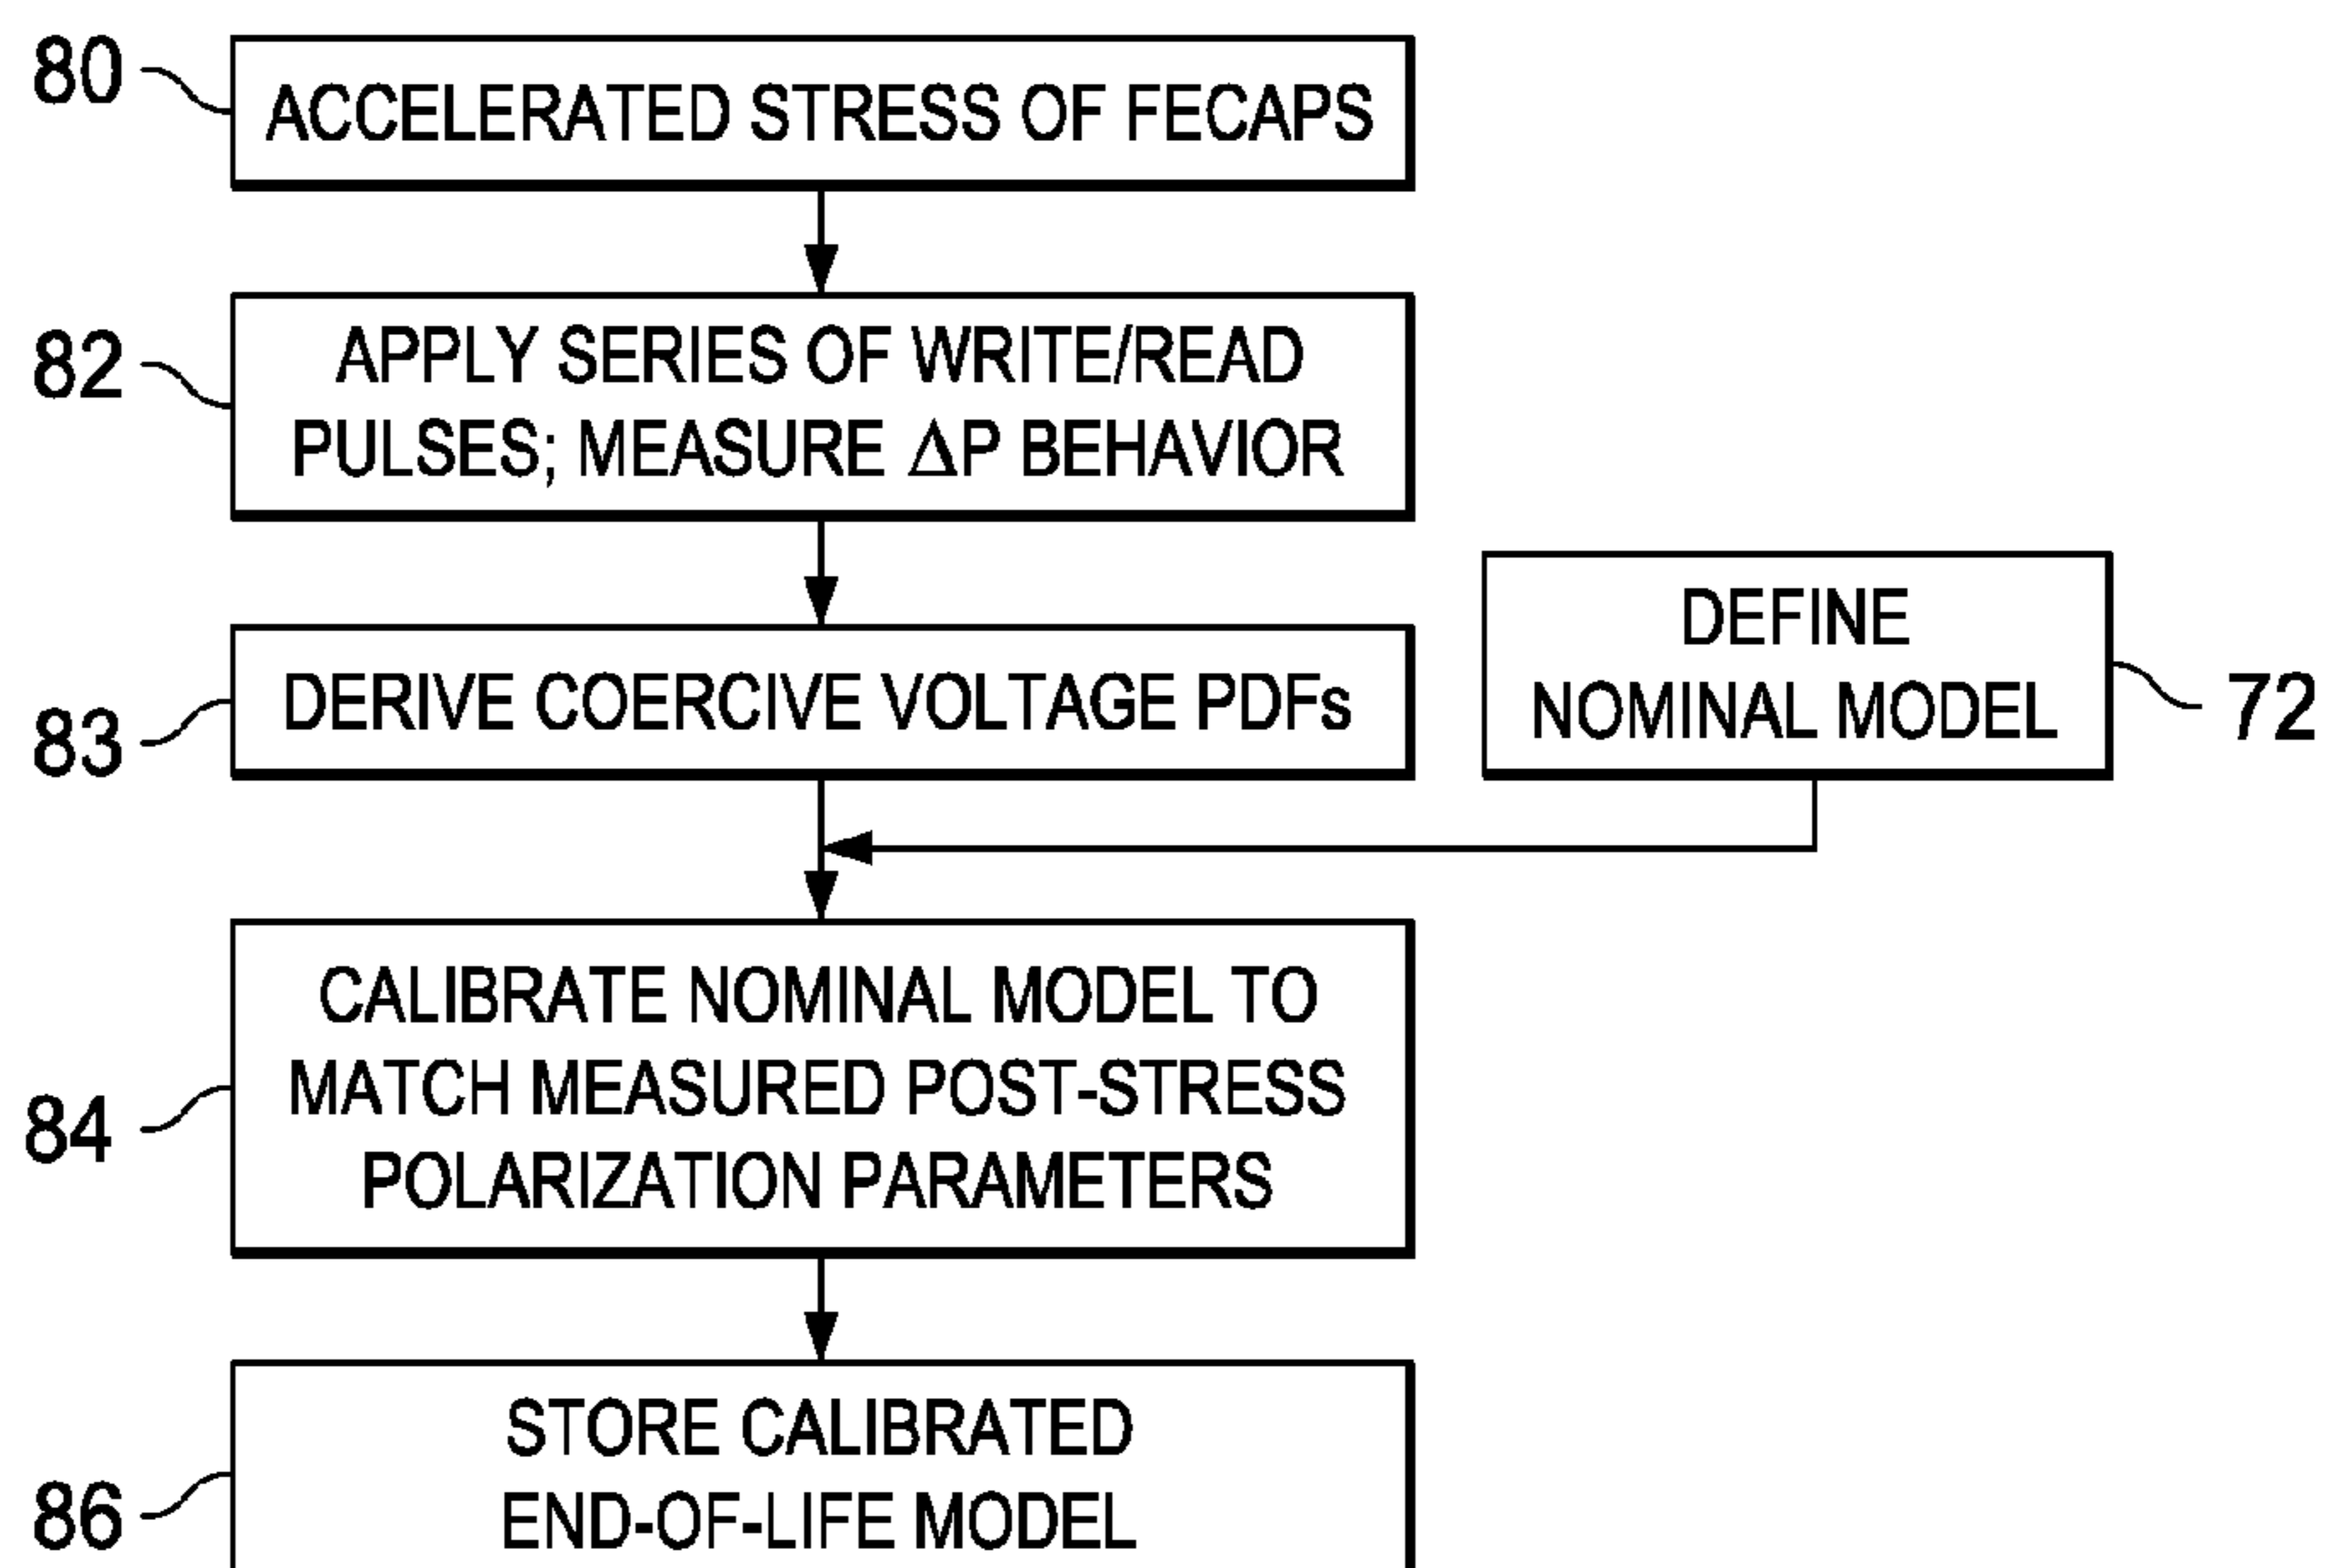 80
ACCELERATED STRESS OF FECAPS
82
APPLY SERIES OF WRITE/READ
PULSES; MEASURE ΔP BEHAVIOR
83
DERIVE COERCIVE VOLTAGE PDFs
DEFINE
NOMINAL MODEL
72
84
CALIBRATE NOMINAL MODEL TO
MATCH MEASURED POST-STRESS
POLARIZATION PARAMETERS
86
STORE CALIBRATED
END-OF-LIFE MODEL